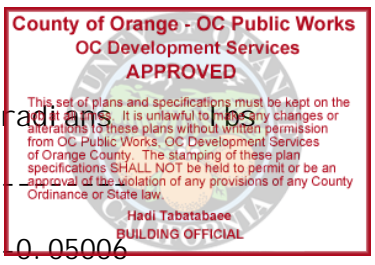 County of Orange - OC Public Works
OC Development Services
APPROVED
This set of plans and specifications must be kept on the
job at all times. It is unlawful to make any changes or
radians hbs
alterations to these plans without written permission
from OC Public Works, OC Development Services
of Orange County. The stamping of these plan
specifications SHALL NOT be held to permit or be an
approval of the violation of any provisions of any County
Ordinance or State law.
Hadi Tabatabaee
BUILDING OFFICIAL
-0.05006